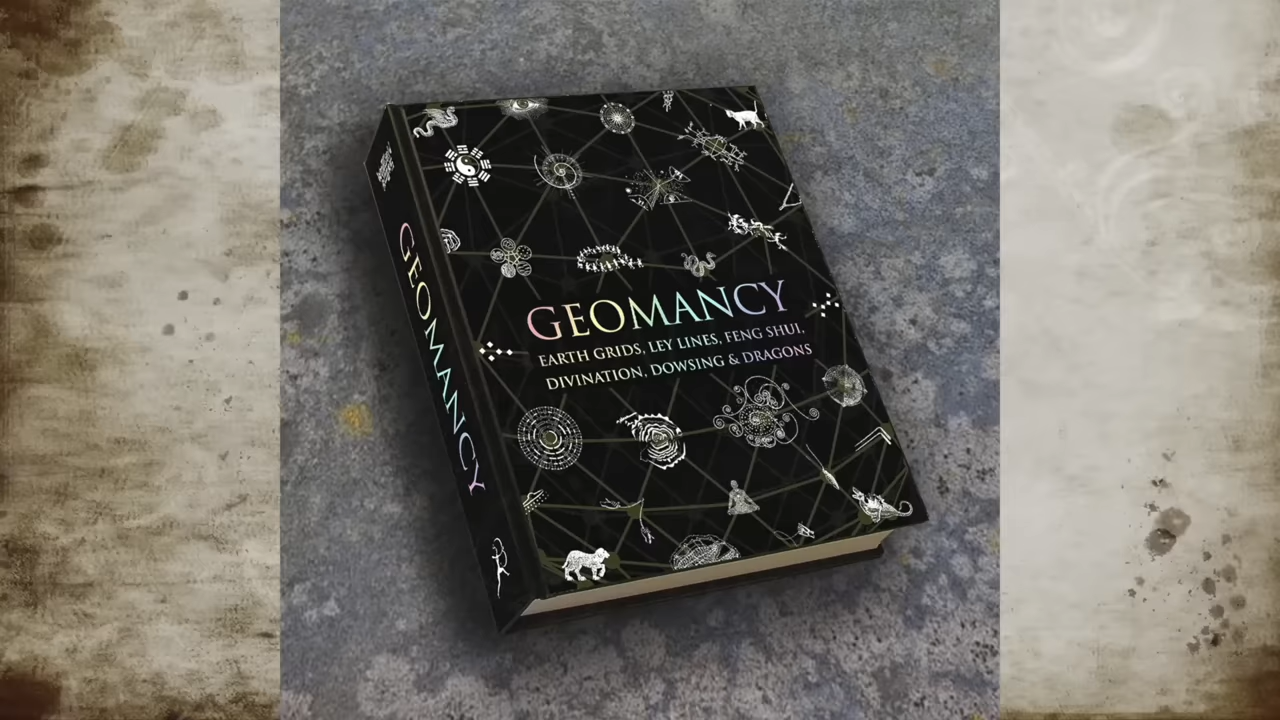 GEOMANCY
GEOMANCY
EARTH GRIDS, LEY LINES, FENG SHUI,
DIVINATION, DOWSING & DRAGONS